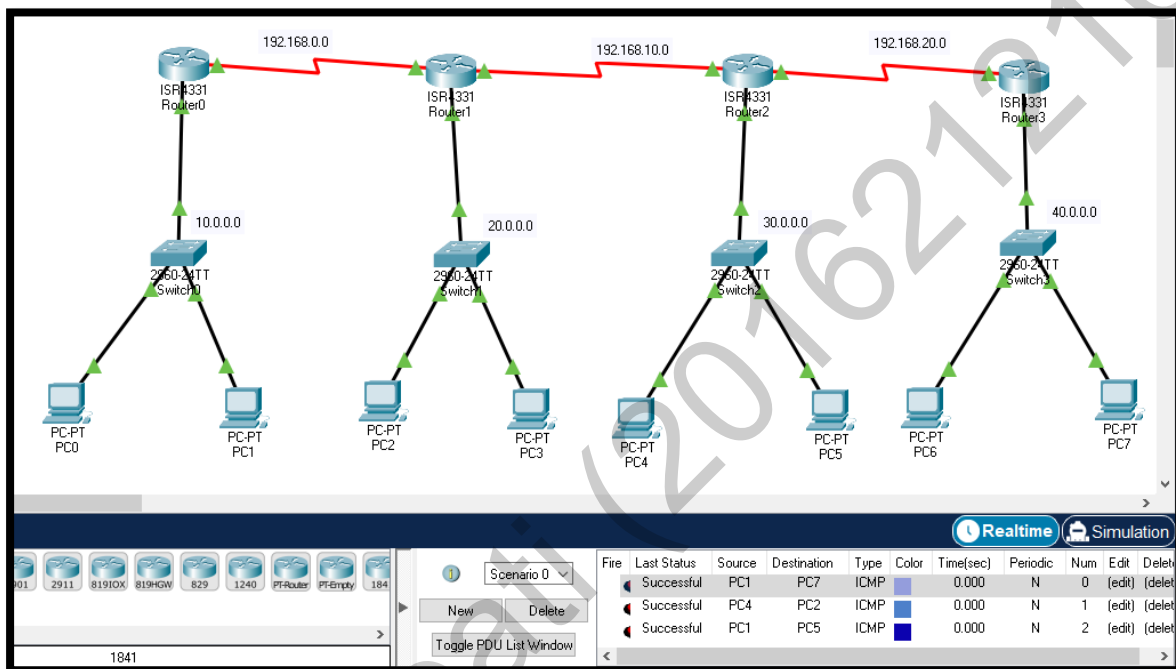 192.168.0.0
192.168.10.0
192.168.20.0
ISR4331
Router0
ISR4331
Router1
ISR4331
Router2
ISR4331
Router3
10.0.0.0
20.0.0.0
30.0.0.0
40.0.0.0
2960-24TT
Switch0
2960-24TT
Switch1
2960-24TT
Switch2
2960-24TT
Switch3
PC-PT
PC0
PC-PT
PC1
PC-PT
PC2
PC-PT
PC3
PC-PT
PC4
PC-PT
PC5
PC-PT
PC6
PC-PT
PC7
Realtime
Simulation
901 2911 819IOX 819HGW 829 1240 PT-Router PT-Empty 184
1841
Scenario 0
New
Delete
Toggle PDU List Window
Fire Last Status Source Destination Type Color Time(sec) Periodic Num Edit Delet
Successful PC1 PC7 ICMP 0.000 N 0 (edit) (delet
Successful PC4 PC2 ICMP 0.000 N 1 (edit) (delet
Successful PC1 PC5 ICMP 0.000 N 2 (edit) (delet